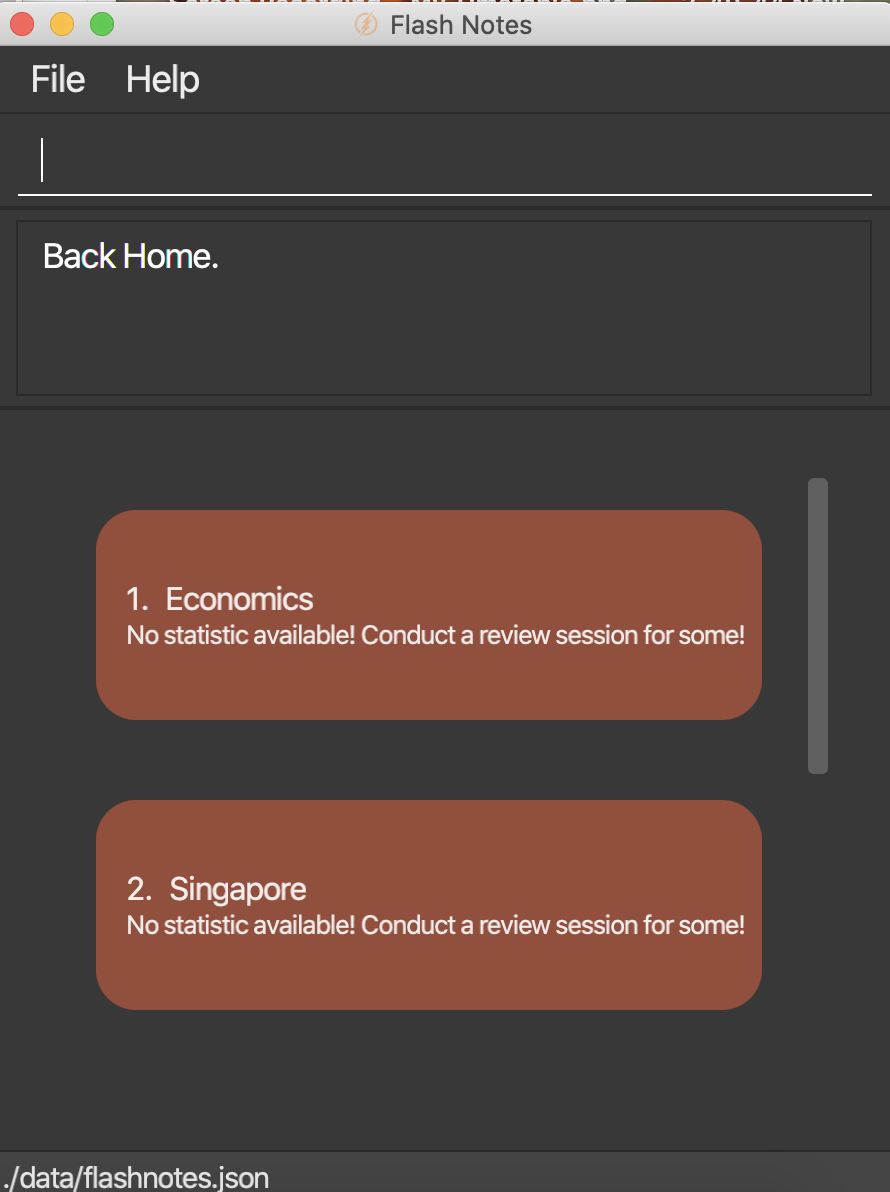 Flash Notes
File Help
Back Home.
1. Economics
No statistic available! Conduct a review session for some!
2. Singapore
No statistic available! Conduct a review session for some!
./data/flashnotes.json